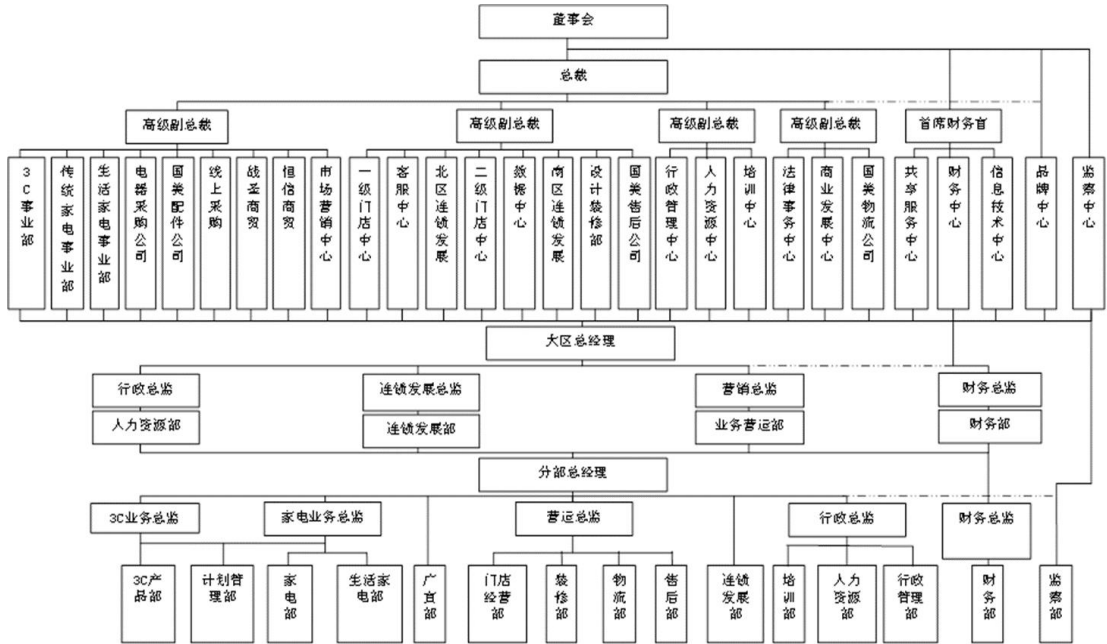 董事会
总裁
高级副总裁
高级副总裁
高级副总裁
高级副总裁
首席财务官
3C事业部
传统家电事业部
生活家电事业部
电器采购公司
国美配件公司
线上采购
战圣商贸
恒信商贸
市场营销中心
一级门店中心
客服中心
北区连锁发展
二级门店中心
数据中心
南区连锁发展
设计装修部
国美售后公司
行政管理中心
人力资源中心
培训中心
法律事务中心
商业发展中心
国美物流公司
共享服务中心
财务中心
信息技术中心
品牌中心
监察中心
大区总经理
行政总监
连锁发展总监
营销总监
财务总监
人力资源部
连锁发展部
业务营运部
财务部
分部总经理
3C业务总监
家电业务总监
营运总监
行政总监
财务总监
3C产
品部
计划管
理部
家电部
生活家
电部
广宣部
门店
经营部
装修部
物流部
售后部
连锁
发展部
培训部
人力
资源部
行政
管理部
财务部
监察部